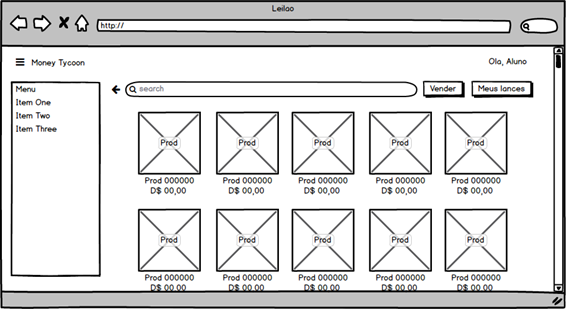 Leilao
http://
Money Tycoon
Ola, Aluno
Menu
Item One
Item Two
Item Three
search
Vender
Meus lances
Prod Prod Prod Prod Prod
Prod 000000 Prod 000000 Prod 000000 Prod 000000 Prod 000000
D$ 00,00 D$ 00,00 D$ 00,00 D$ 00,00 D$ 00,00
Prod Prod Prod Prod Prod
Prod 000000 Prod 000000 Prod 000000 Prod 000000 Prod 000000
D$ 00,00 D$ 00,00 D$ 00,00 D$ 00,00 D$ 00,00